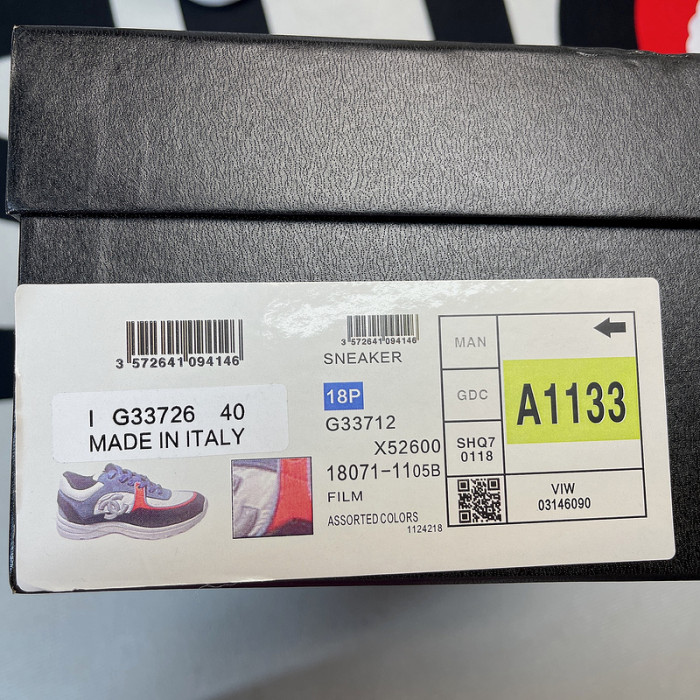 3 572641 094146
I G33726 40
MADE IN ITALY
3 572641 094146
SNEAKER
18P
G33712
X52600
18071-1105B
FILM
ASSORTED COLORS
1124218
MAN
GDC
SHQ7
0118
A1133
VIW
03146090